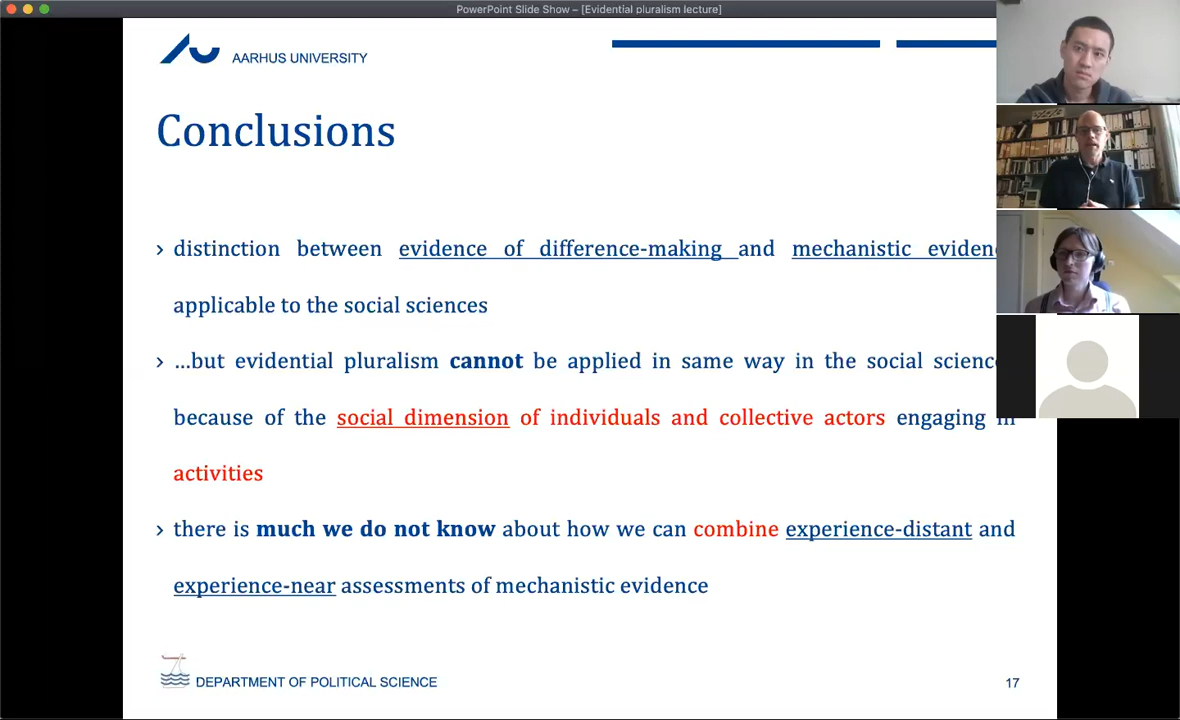 PowerPoint Slide Show – [Evidential pluralism lecture]
AARHUS UNIVERSITY
Conclusions
› distinction between evidence of difference-making and mechanistic
applicable to the social sciences
› …but evidential pluralism cannot be applied in same way in the social
because of the social dimension of individuals and collective actors engaging
activities
› there is much we do not know about how we can combine experience-distant and
experience-near assessments of mechanistic evidence
DEPARTMENT OF POLITICAL SCIENCE
17